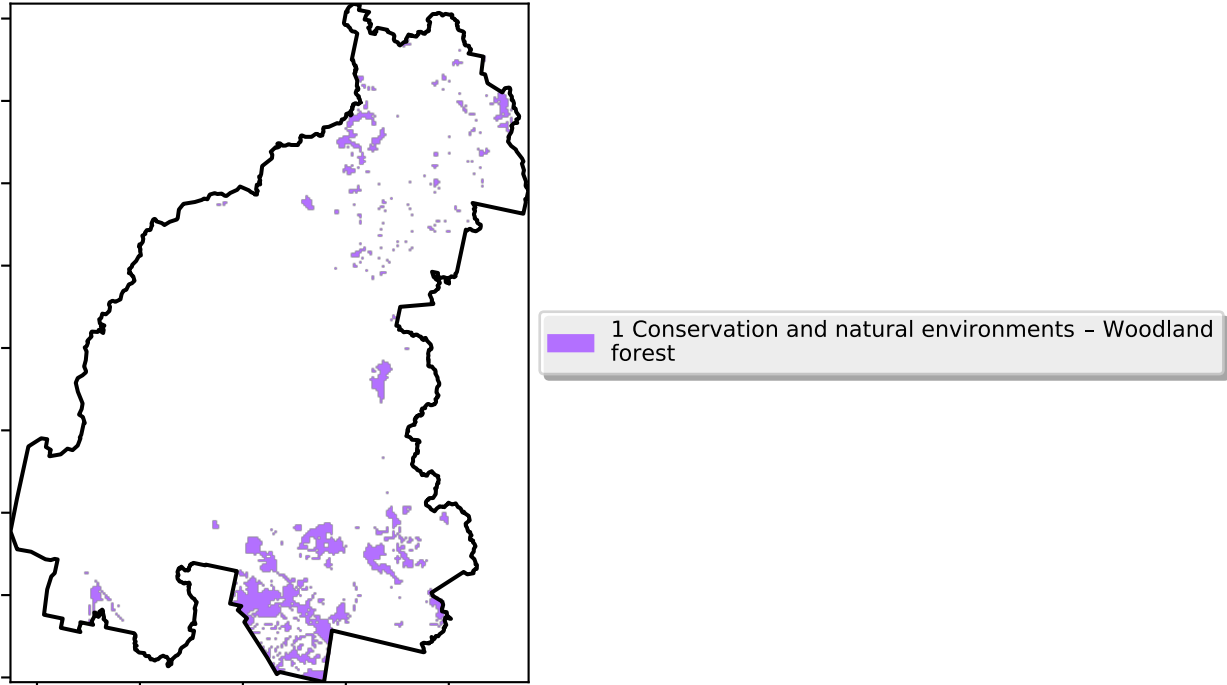 1 Conservation and natural environments – Woodland
forest